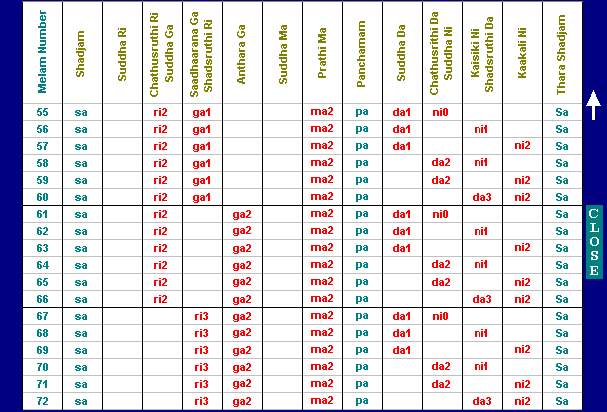 Melam Number Shadjam Suddha Ri Chathusruthi Ri Suddha Ga Saadhaarana Ga Shadsruthi Ri Anthara Ga Suddha Ma Prathi Ma Panchamam Suddha Da Chathusrithi Da Suddha Ni Kaisiki Ni Shadsruthi Da Kaakali Ni Thara Shadjam
55 sa ri2 ga1 ma2 pa da1 ni0 Sa
56 sa ri2 ga1 ma2 pa da1 ni1 Sa
57 sa ri2 ga1 ma2 pa da1 ni2 Sa
58 sa ri2 ga1 ma2 pa da2 ni1 Sa
59 sa ri2 ga1 ma2 pa da2 ni2 Sa
60 sa ri2 ga1 ma2 pa da3 ni2 Sa
61 sa ri2 ga2 ma2 pa da1 ni0 Sa
62 sa ri2 ga2 ma2 pa da1 ni1 Sa
63 sa ri2 ga2 ma2 pa da1 ni2 Sa
64 sa ri2 ga2 ma2 pa da2 ni1 Sa
65 sa ri2 ga2 ma2 pa da2 ni2 Sa
66 sa ri2 ga2 ma2 pa da3 ni2 Sa
67 sa ri3 ga2 ma2 pa da1 ni0 Sa
68 sa ri3 ga2 ma2 pa da1 ni1 Sa
69 sa ri3 ga2 ma2 pa da1 ni2 Sa
70 sa ri3 ga2 ma2 pa da2 ni1 Sa
71 sa ri3 ga2 ma2 pa da2 ni2 Sa
72 sa ri3 ga2 ma2 pa da3 ni2 Sa
CLOSE